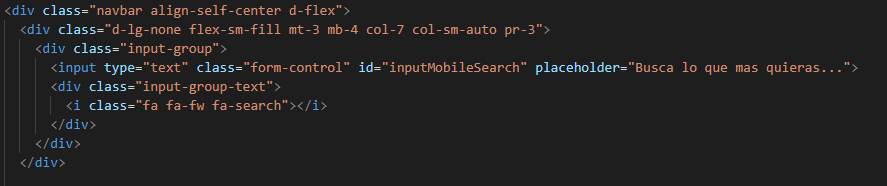 <div class="navbar align-self-center d-flex">
<div class="d-lg-none flex-sm-fill mt-3 mb-4 col-7 col-sm-auto pr-3">
<div class="input-group">
<input type="text" class="form-control" id="inputMobileSearch" placeholder="Busca lo que mas quieras...">
<div class="input-group-text">
<i class="fa fa-fw fa-search"></i>
</div>
</div>
</div>